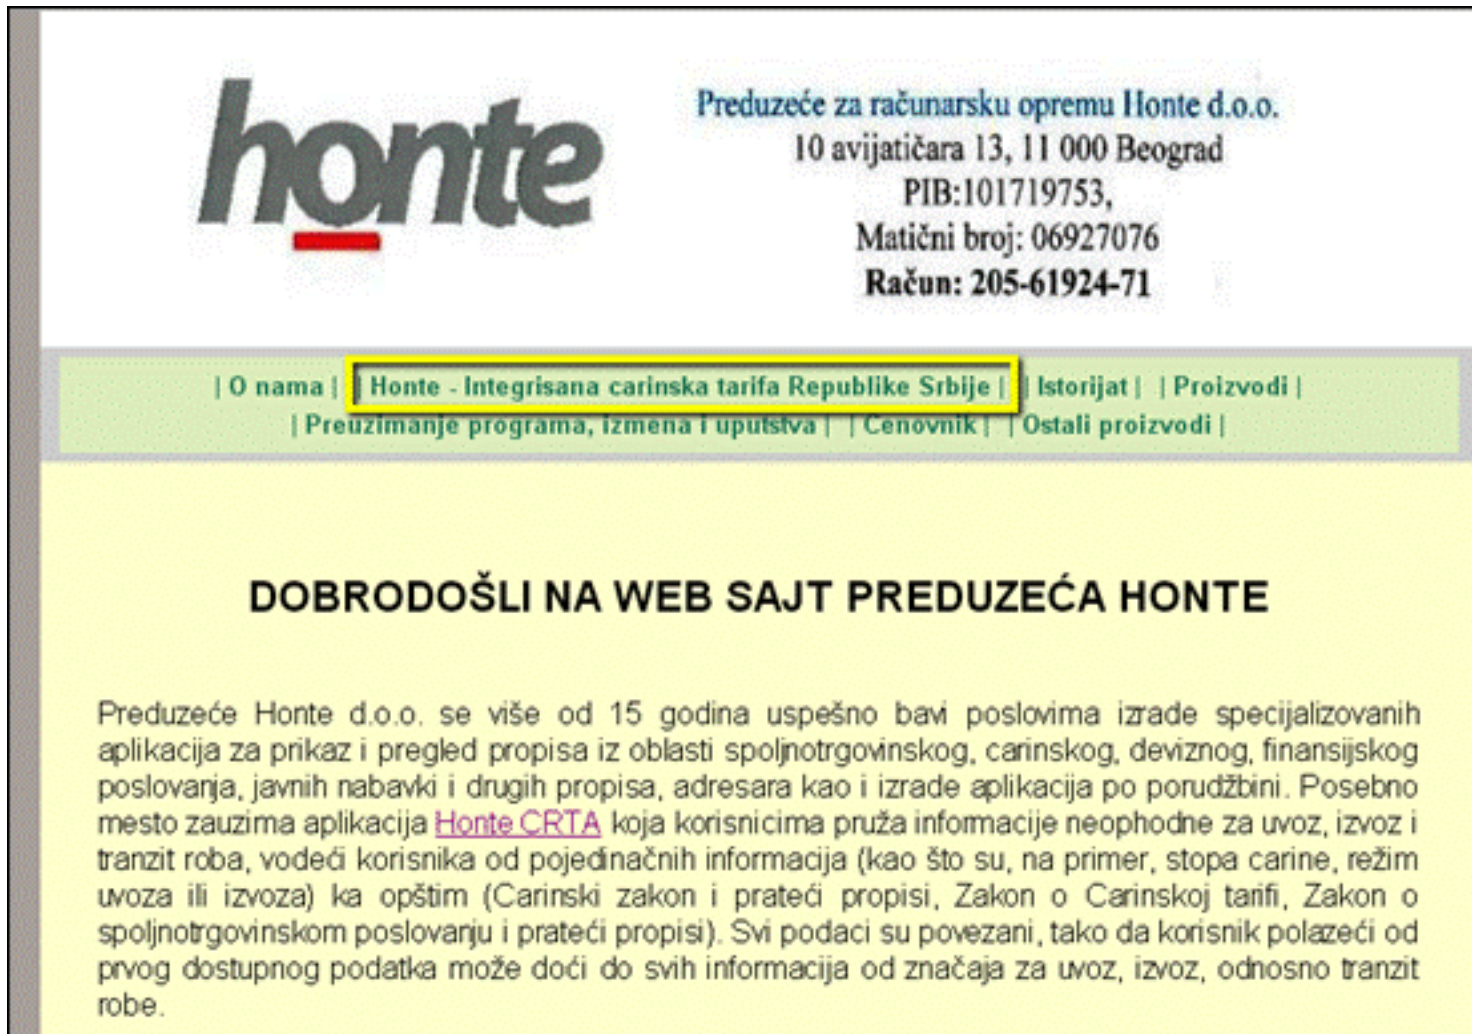 honte
Preduzeće za računarsku opremu Honte d.o.o.
10 avijatičara 13, 11 000 Beograd
PIB:101719753,
Matični broj: 06927076
Račun: 205-61924-71
| O nama | | Honte - Integrisana carinska tarifa Republike Srbije | | Istorijat | | Proizvodi |
| Preuzimanje programa, izmena i uputstva | | Cenovnik | | Ostali proizvodi |
DOBRODOŠLI NA WEB SAJT PREDUZEĆA HONTE
Preduzeće Honte d.o.o. se više od 15 godina uspešno bavi poslovima izrade specijalizovanih
aplikacija za prikaz i pregled propisa iz oblasti spoljnotrgovinskog, carinskog, deviznog, finansijskog
poslovanja, javnih nabavki i drugih propisa, adresara kao i izrade aplikacija po porudžbini. Posebno
mesto zauzima aplikacija Honte CRTA koja korisnicima pruža informacije neophodne za uvoz, izvoz i
tranzit roba, vodeći korisnika od pojedinačnih informacija (kao što su, na primer, stopa carine, režim
uvoza ili izvoza) ka opštim (Carinski zakon i prateći propisi, Zakon o Carinskoj tarifi, Zakon o
spoljnotrgovinskom poslovanju i prateći propisi). Svi podaci su povezani, tako da korisnik polazeći od
prvog dostupnog podatka može doći do svih informacija od značaja za uvoz, izvoz, odnosno tranzit
robe.